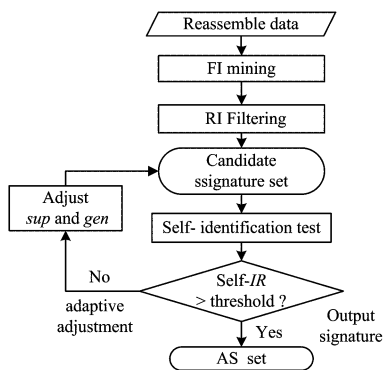 Reassemble data
FI mining
RI Filtering
Candidate
ssignature set
Adjust
sup and gen
Self- identification test
No
adaptive
adjustment
Self-IR
> threshold ?
Output
signature
Yes
AS set